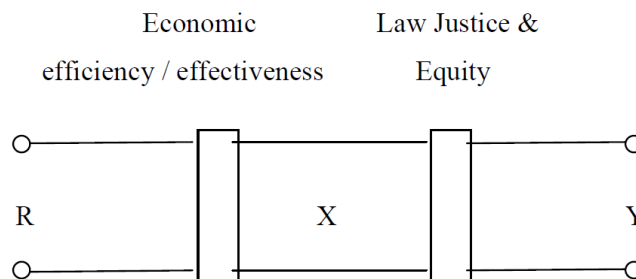 Economic
efficiency / effectiveness
Law Justice &
Equity
R
X
Y